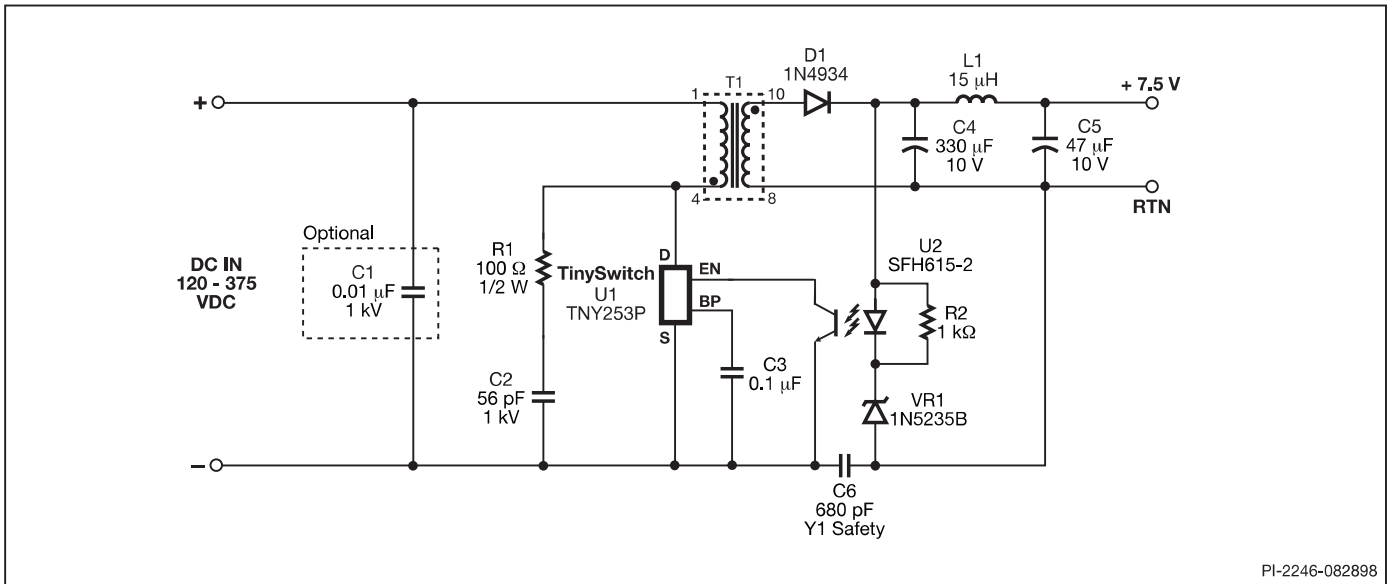 D1
1N4934
L1
15 µH
+ 7.5 V
T1
1
10
+
C4
330 µF
10 V
C5
47 µF
10 V
4
8
RTN
Optional
C1
0.01 µF
1 kV
DC IN
120 - 375
VDC
R1
100 Ω
1/2 W
TinySwitch
U1
TNY253P
D
EN
BP
S
U2
SFH615-2
R2
1 kΩ
C2
56 pF
1 kV
C3
0.1 µF
VR1
1N5235B
–
C6
680 pF
Y1 Safety
PI-2246-082898